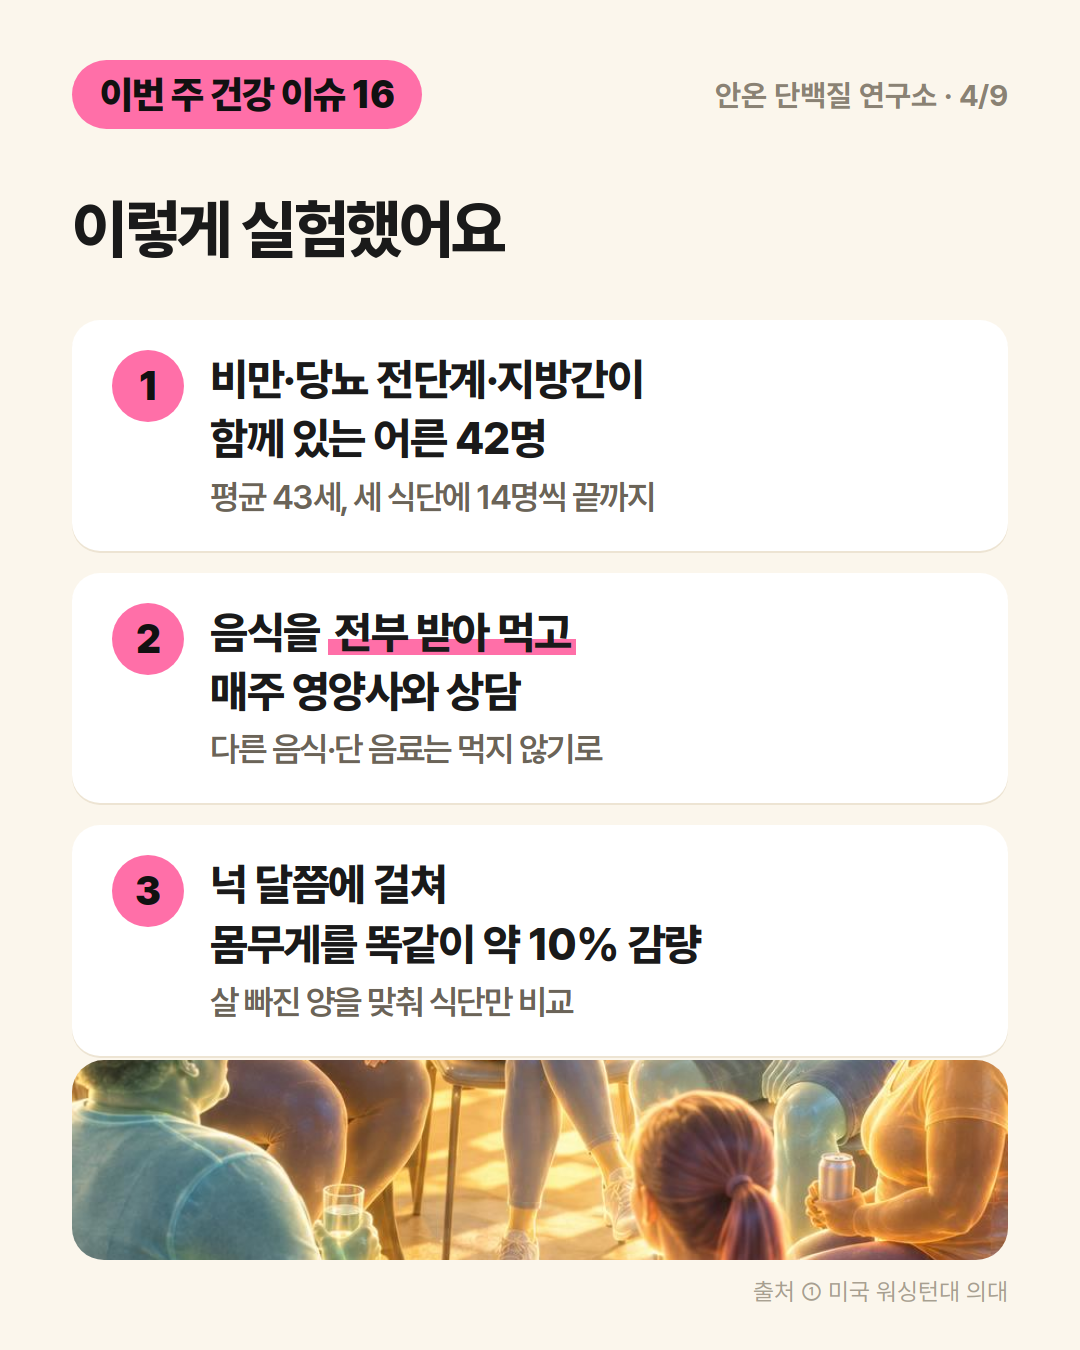 이번 주 건강 이슈 16
안온 단백질 연구소 · 4/9
이렇게 실험했어요
1
비만·당뇨 전단계·지방간이
함께 있는 어른 42명
평균 43세, 세 식단에 14명씩 끝까지
2
음식을 전부 받아 먹고
매주 영양사와 상담
다른 음식·단 음료는 먹지 않기로
3
넉 달쯤에 걸쳐
몸무게를 똑같이 약 10% 감량
살 빠진 양을 맞춰 식단만 비교
출처 ① 미국 워싱턴대 의대